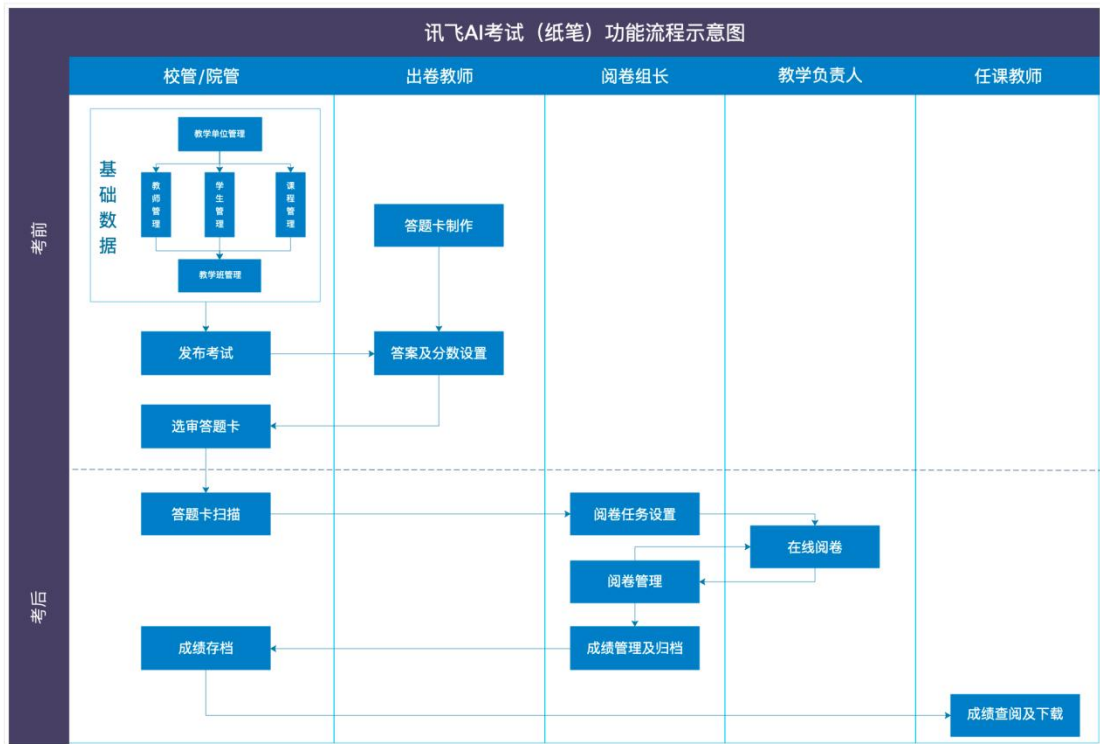 讯飞AI考试（纸笔）功能流程示意图
校管/院管
出卷教师
阅卷组长
教学负责人
任课教师
考前
基础数据
教学单位管理
教师管理
学生管理
课程管理
教学班管理
答题卡制作
发布考试
答案及分数设置
选审答题卡
考后
答题卡扫描
阅卷任务设置
在线阅卷
阅卷管理
成绩存档
成绩管理及归档
成绩查阅及下载